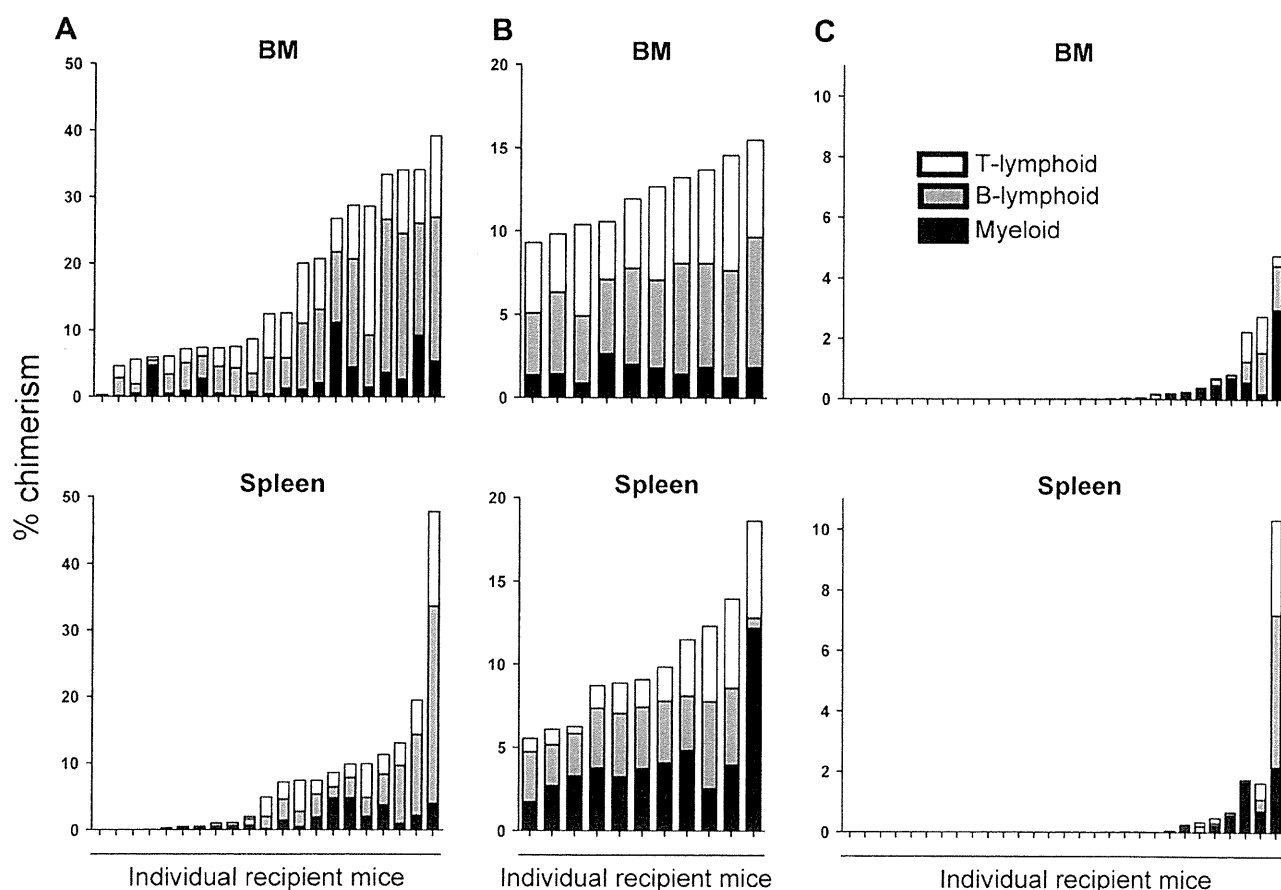 A
BM
50
40
30
20
10
0
B
BM
20
15
10
5
0
C
BM
10
8
6
4
2
0
T-lymphoid
B-lymphoid
Myeloid
% chimerism
Spleen
50
40
30
20
10
0
Individual recipient mice
Spleen
20
15
10
5
0
Individual recipient mice
Spleen
10
8
6
4
2
0
Individual recipient mice